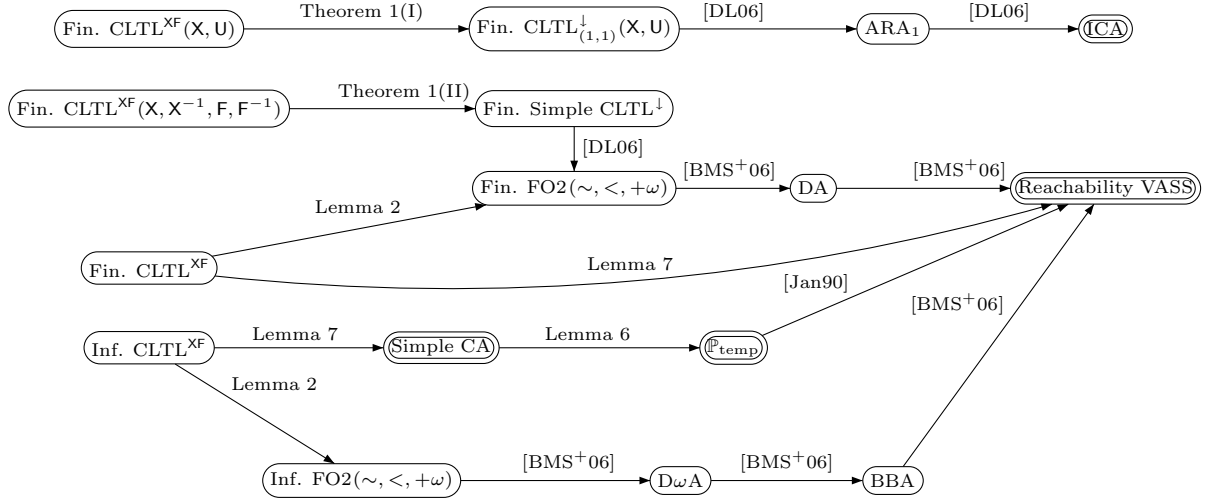 Theorem 1(I) [DL06] [DL06]
Fin. CLTL^XF(X, U) Fin. CLTL^↓_(1,1)(X, U) ARA₁ ICA
Theorem 1(II)
Fin. CLTL^XF(X, X⁻¹, F, F⁻¹) Fin. Simple CLTL^↓
[DL06]
[BMS⁺06] [BMS⁺06]
Fin. FO2(∼, <, +ω) DA Reachability VASS
Lemma 2
Fin. CLTL^XF Lemma 7
[Jan90]
[BMS⁺06]
Lemma 7 Lemma 6
Inf. CLTL^XF Simple CA ℙ_temp
Lemma 2
[BMS⁺06] [BMS⁺06]
Inf. FO2(∼, <, +ω) DωA BBA